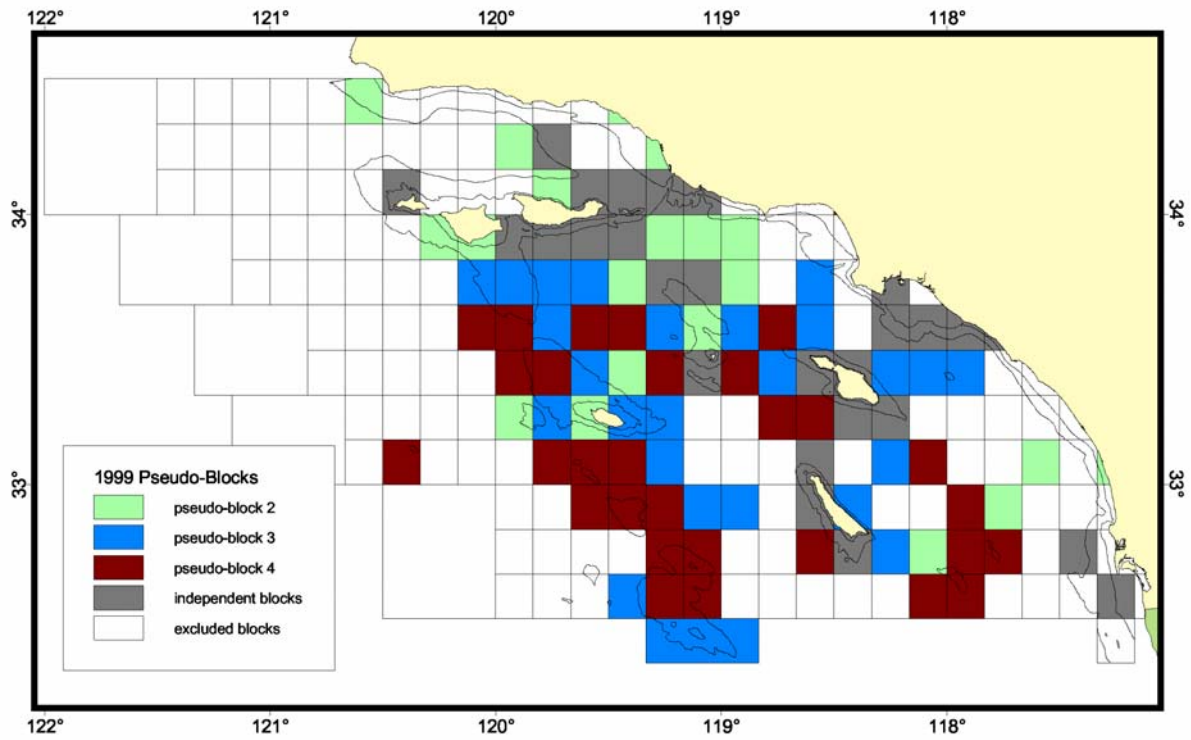 122° 121° 120° 119° 118°
34° 34°
33° 33°
1999 Pseudo-Blocks
pseudo-block 2
pseudo-block 3
pseudo-block 4
independent blocks
excluded blocks
122° 121° 120° 119° 118°